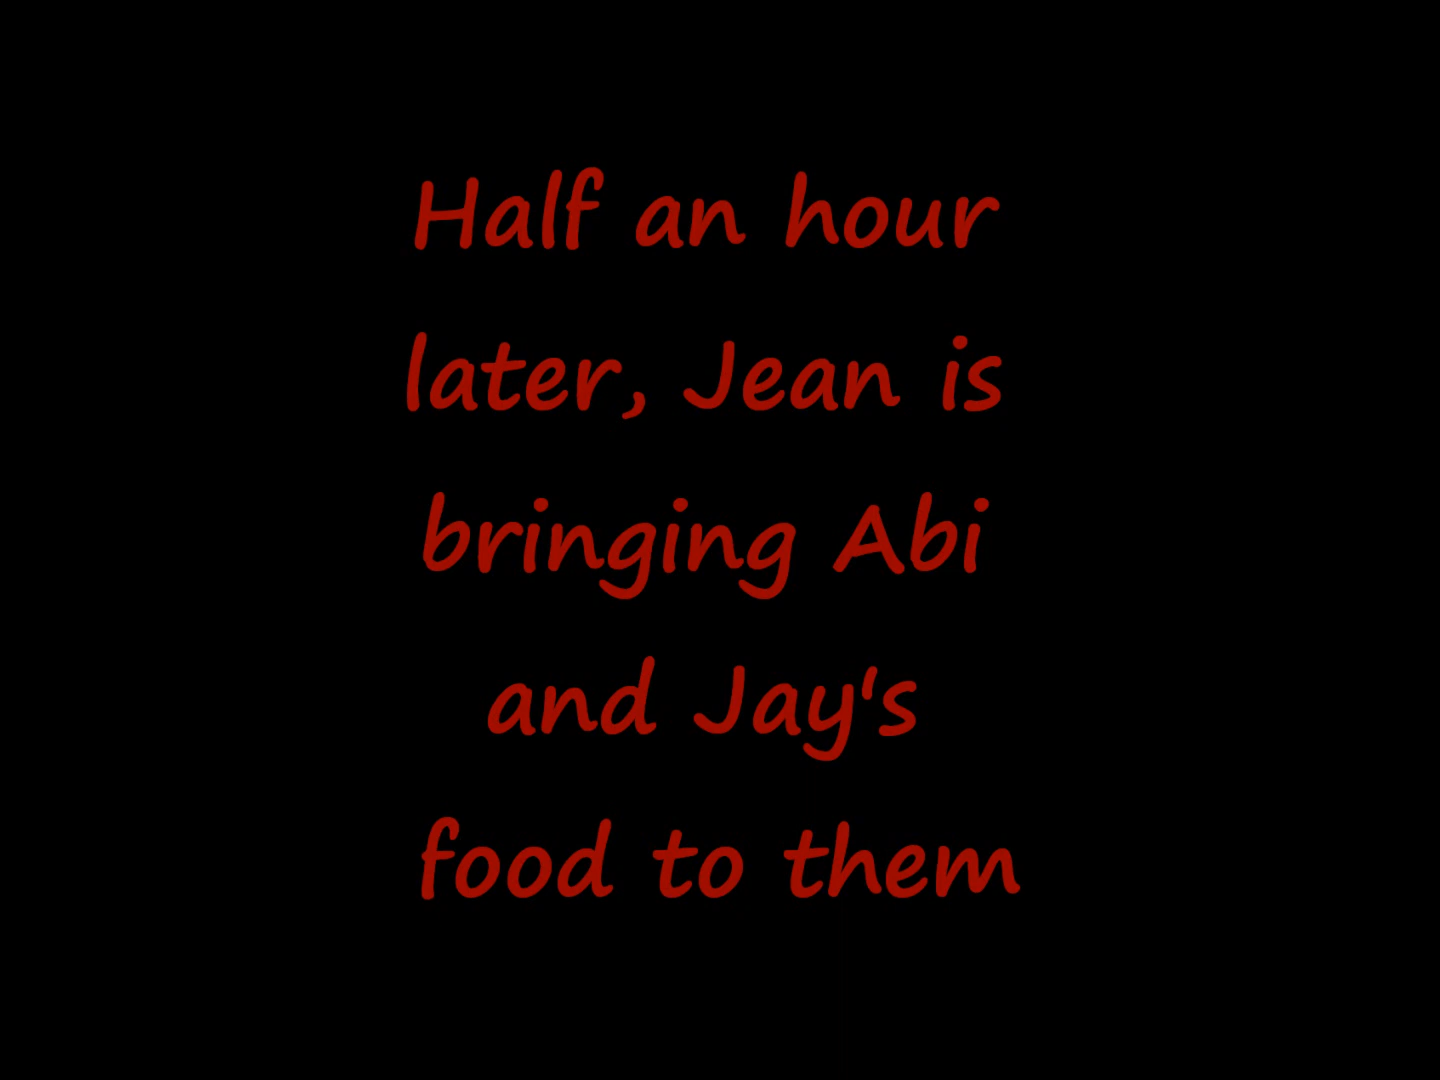 Half an hour
later, Jean is
bringing Abi
and Jay's
food to them